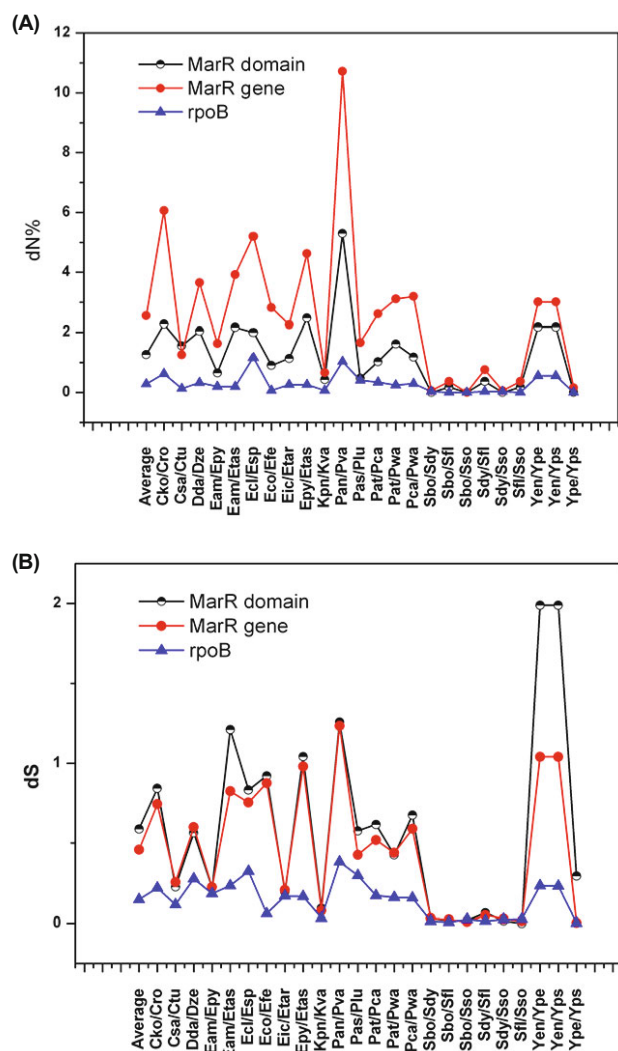 (A)
12
10
8
6
4
2
0
dN%
MarR domain
MarR gene
rpoB
Average
Cko/Cro
Csa/Ctu
Dda/Dze
Eam/Epy
Eam/Etas
Ecl/Esp
Eco/Efe
Eic/Etar
Epy/Etas
Kpn/Kva
Pan/Pva
Pas/Plu
Pat/Pca
Pat/Pwa
Pca/Pwa
Sbo/Sdy
Sbo/Sfl
Sbo/Sso
Sdy/Sfl
Sdy/Sso
Sfl/Sso
Yen/Ype
Yen/Yps
Ype/Yps
(B)
2
1
0
dS
MarR domain
MarR gene
rpoB
Average
Cko/Cro
Csa/Ctu
Dda/Dze
Eam/Epy
Eam/Etas
Ecl/Esp
Eco/Efe
Eic/Etar
Epy/Etas
Kpn/Kva
Pan/Pva
Pas/Plu
Pat/Pca
Pat/Pwa
Pca/Pwa
Sbo/Sdy
Sbo/Sfl
Sbo/Sso
Sdy/Sfl
Sdy/Sso
Sfl/Sso
Yen/Ype
Yen/Yps
Ype/Yps